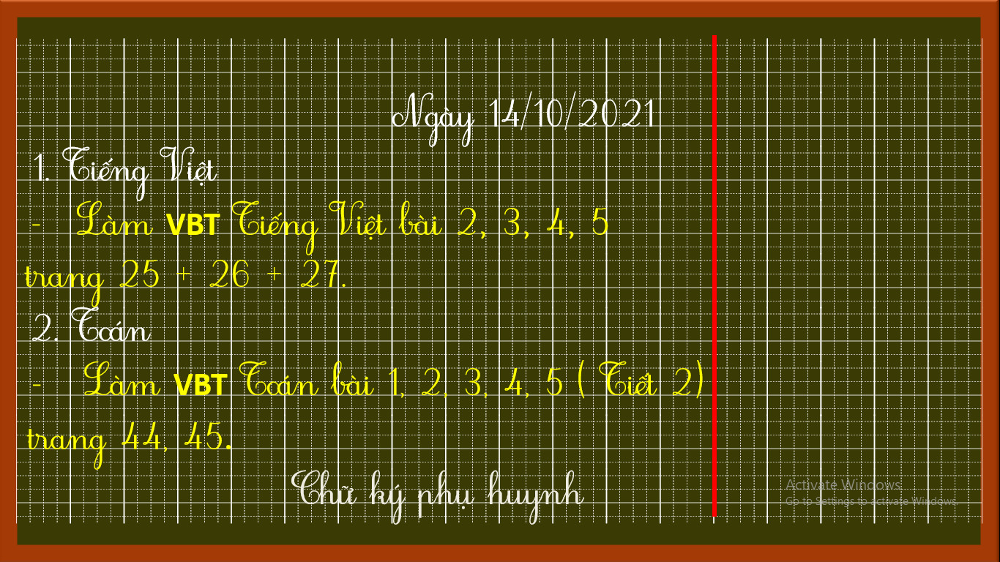 Ngày 14/10/2021
1. Tiếng Việt
- Làm VBT Tiếng Việt bài 2, 3, 4, 5
trang 25 + 26 + 27.
2. Toán
- Làm VBT Toán bài 1, 2, 3, 4, 5 ( Tiết 2)
trang 44, 45.
Chữ ký phụ huynh
Activate Windows
Go to Settings to activate Windows.